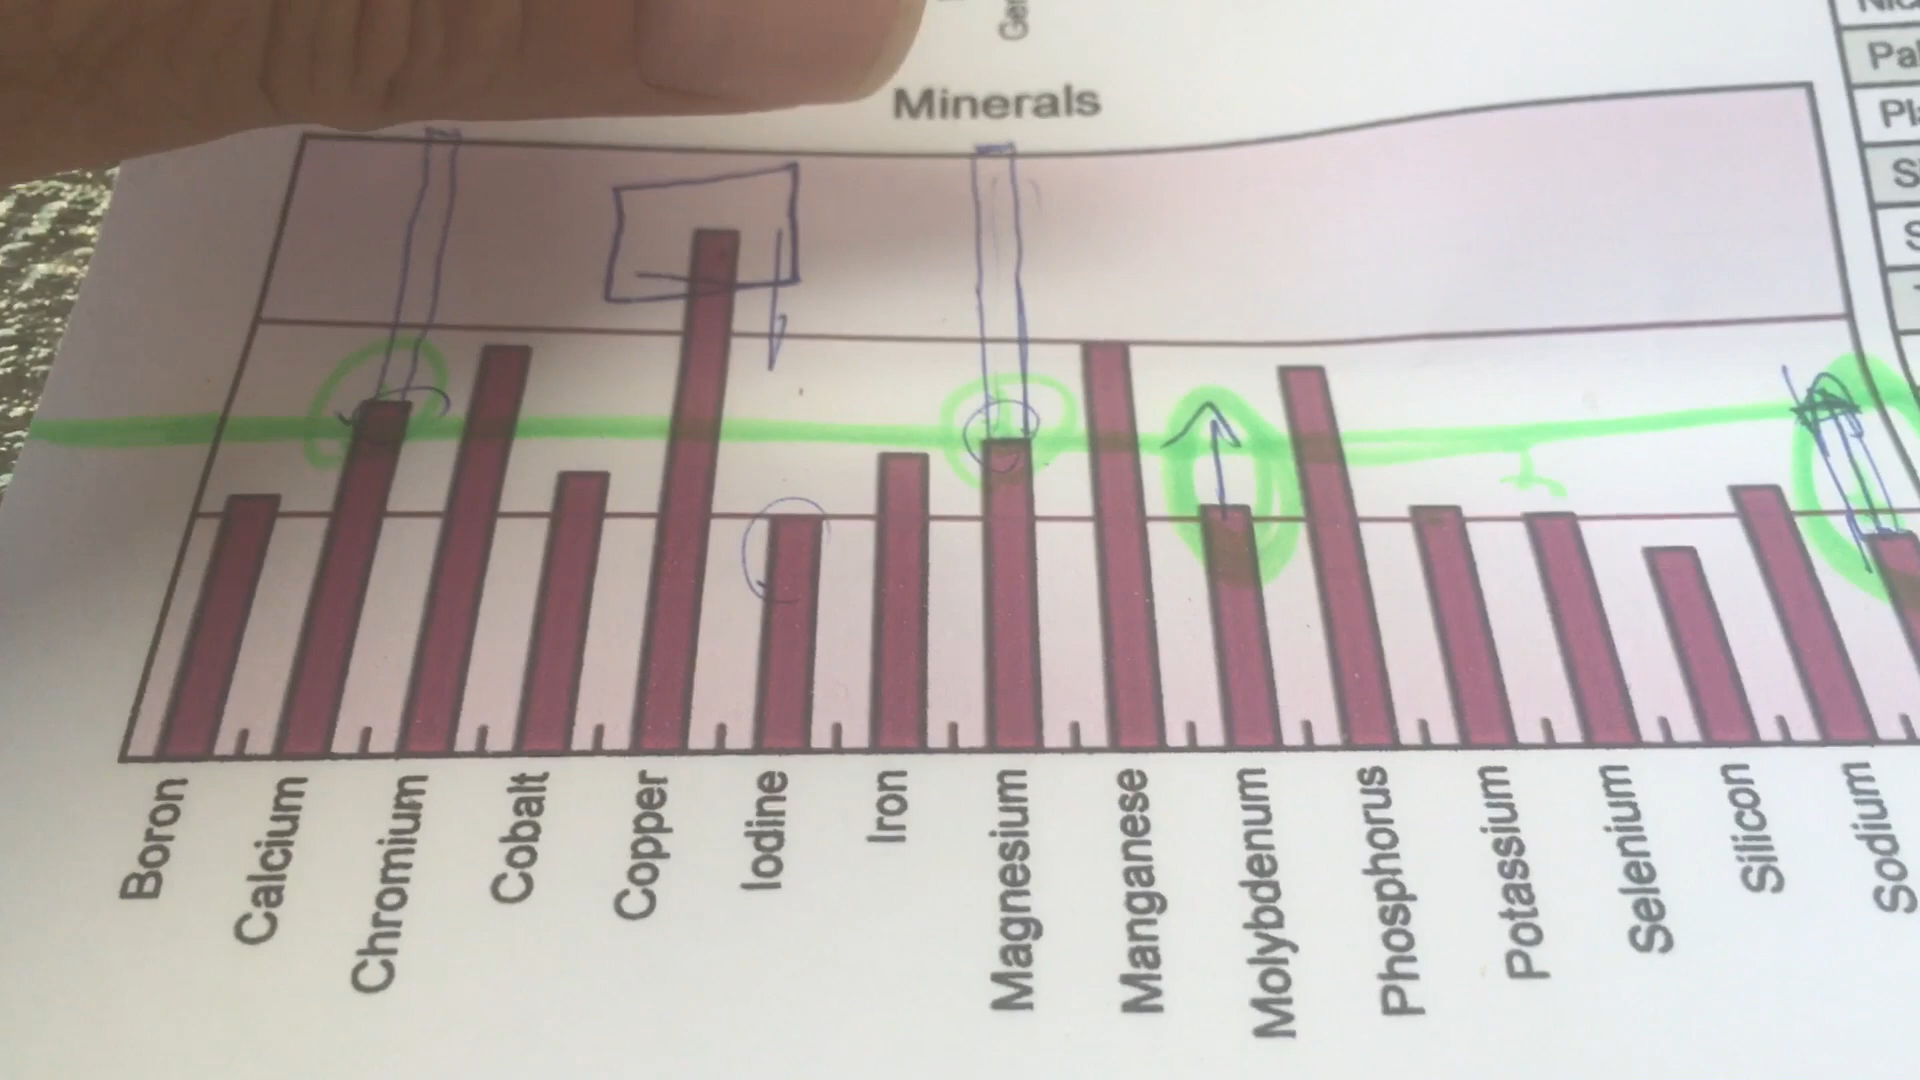 Minerals
Boron
Calcium
Chromium
Cobalt
Copper
Iodine
Iron
Magnesium
Manganese
Molybdenum
Phosphorus
Potassium
Selenium
Silicon
Sodium